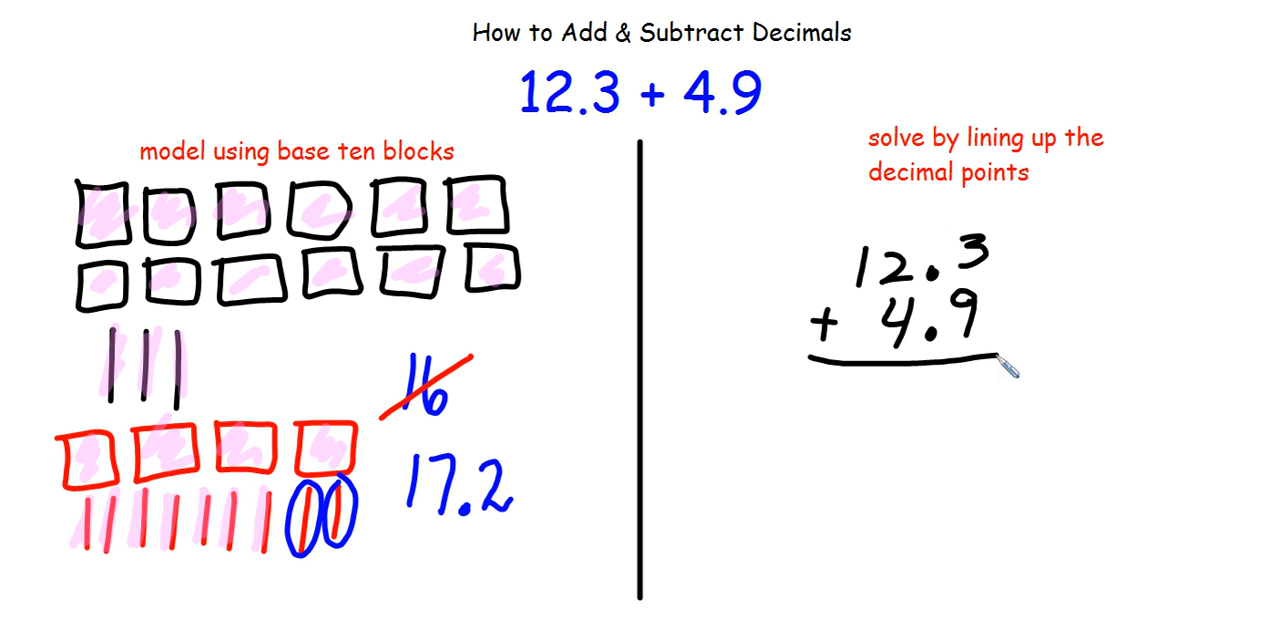 How to Add & Subtract Decimals
12.3 + 4.9
model using base ten blocks
16
17.2
solve by lining up the
decimal points
12.3
+ 4.9